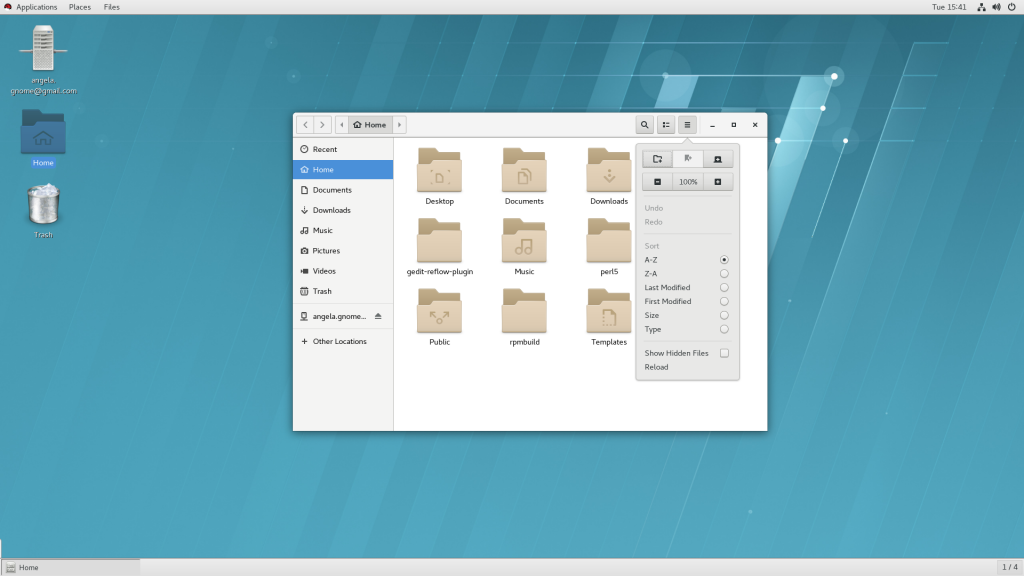 Applications
Places
Files
Tue 15:41
angela.
gnome@gmail.com
Home
Trash
Home
Recent
Home
Documents
Downloads
Music
Pictures
Videos
Trash
angela.gnome...
Other Locations
Desktop
Documents
Downloads
gedit-reflow-plugin
Music
perl5
Public
rpmbuild
Templates
100%
Undo
Redo
Sort
A-Z
Z-A
Last Modified
First Modified
Size
Type
Show Hidden Files
Reload
Home
1 / 4